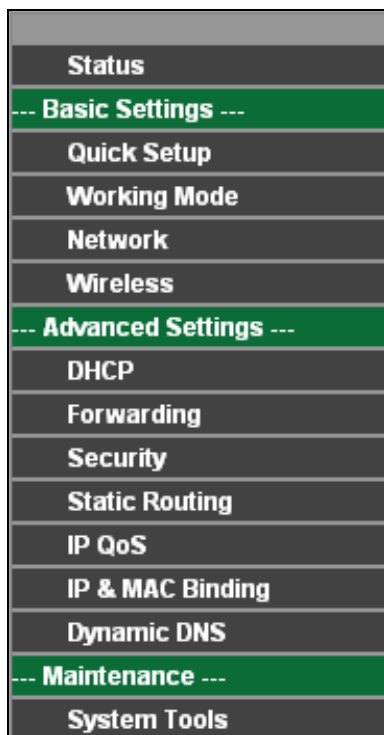 Status
--- Basic Settings ---
Quick Setup
Working Mode
Network
Wireless
--- Advanced Settings ---
DHCP
Forwarding
Security
Static Routing
IP QoS
IP & MAC Binding
Dynamic DNS
--- Maintenance ---
System Tools